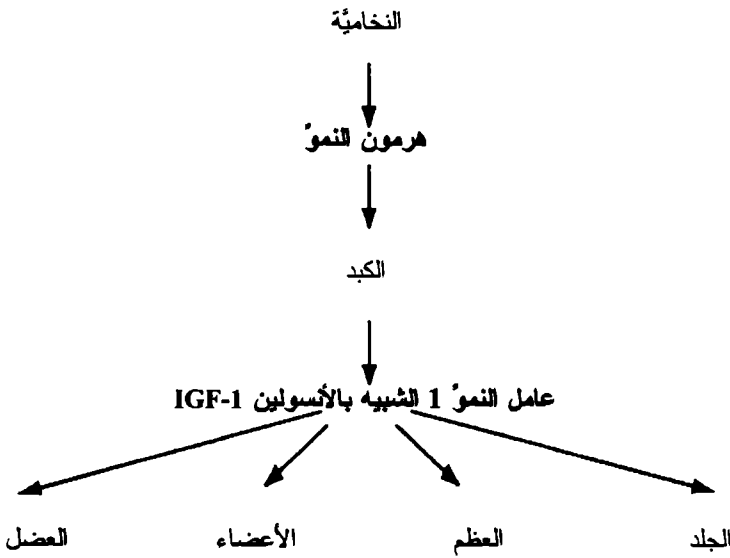 النخاميَّة
هرمون النموّ
الكبد
عامل النموّ 1 الشبيه بالأنسولين IGF-1
الجلد
العظم
الأعضاء
العضل